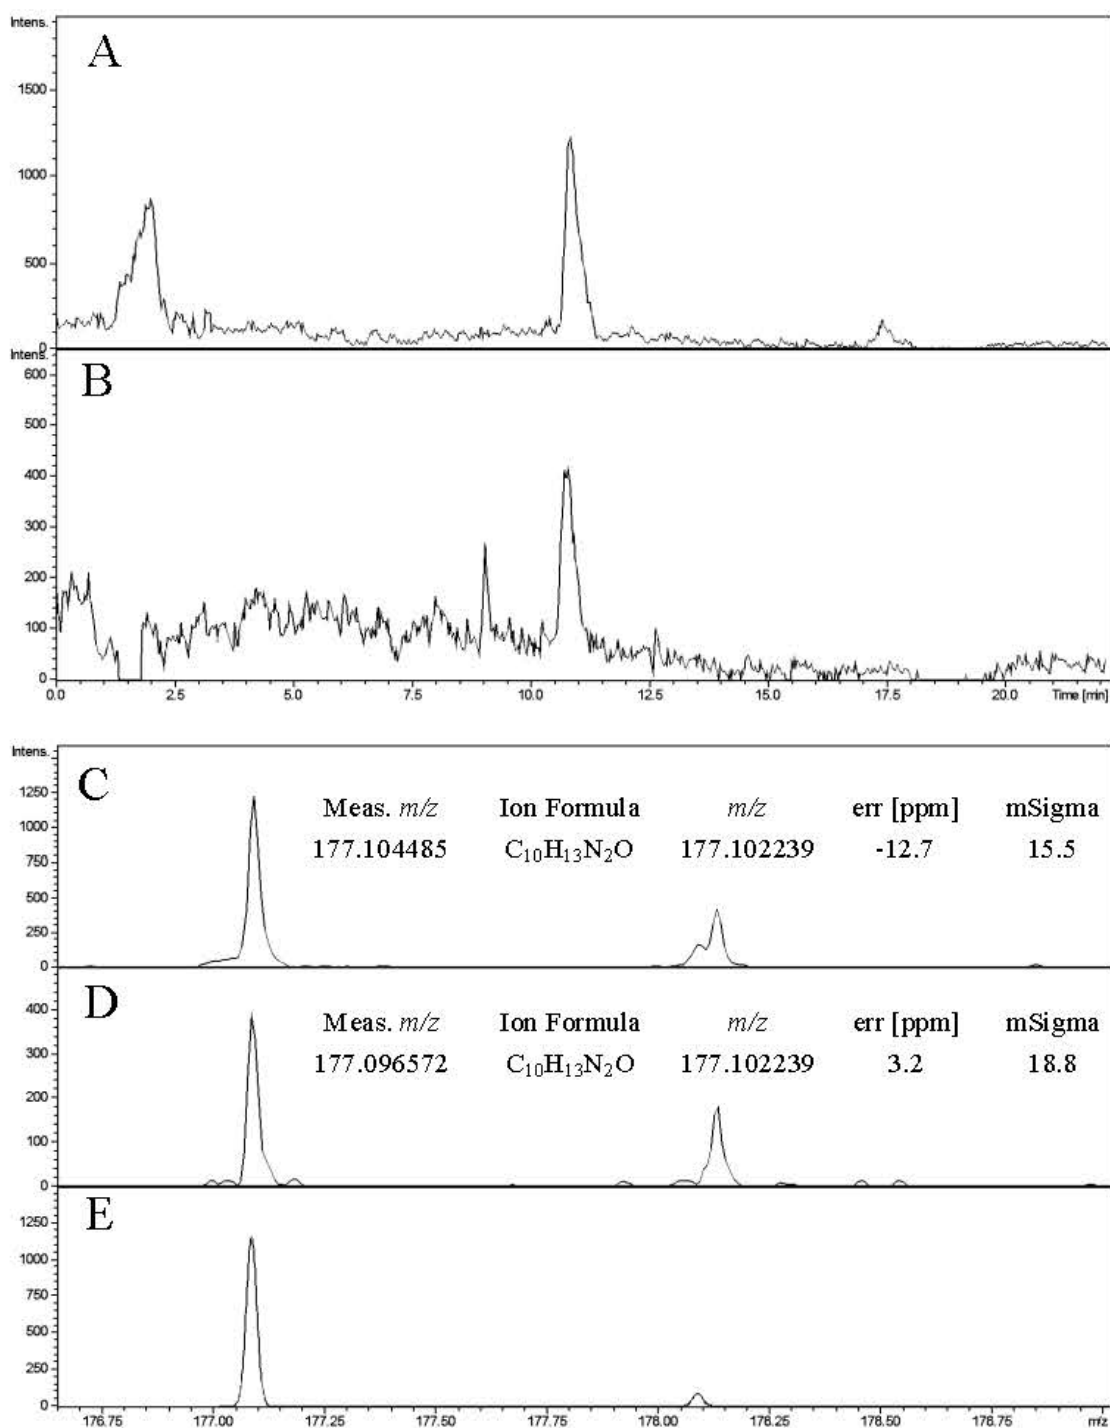 Intens.
A
1500
1000
500
0
Intens.
B
600
500
400
300
200
100
0
0.0 2.5 5.0 7.5 10.0 12.5 15.0 17.5 20.0 Time [min]
Intens.
C
1250
1000
750
500
250
0
Meas. m/z Ion Formula m/z err [ppm] mSigma
177.104485 C₁₀H₁₃N₂O 177.102239 -12.7 15.5
D
400
300
200
100
0
Meas. m/z Ion Formula m/z err [ppm] mSigma
177.096572 C₁₀H₁₃N₂O 177.102239 3.2 18.8
E
1250
1000
750
500
250
0
176.75 177.00 177.25 177.50 177.75 178.00 178.25 178.50 178.75 m/z